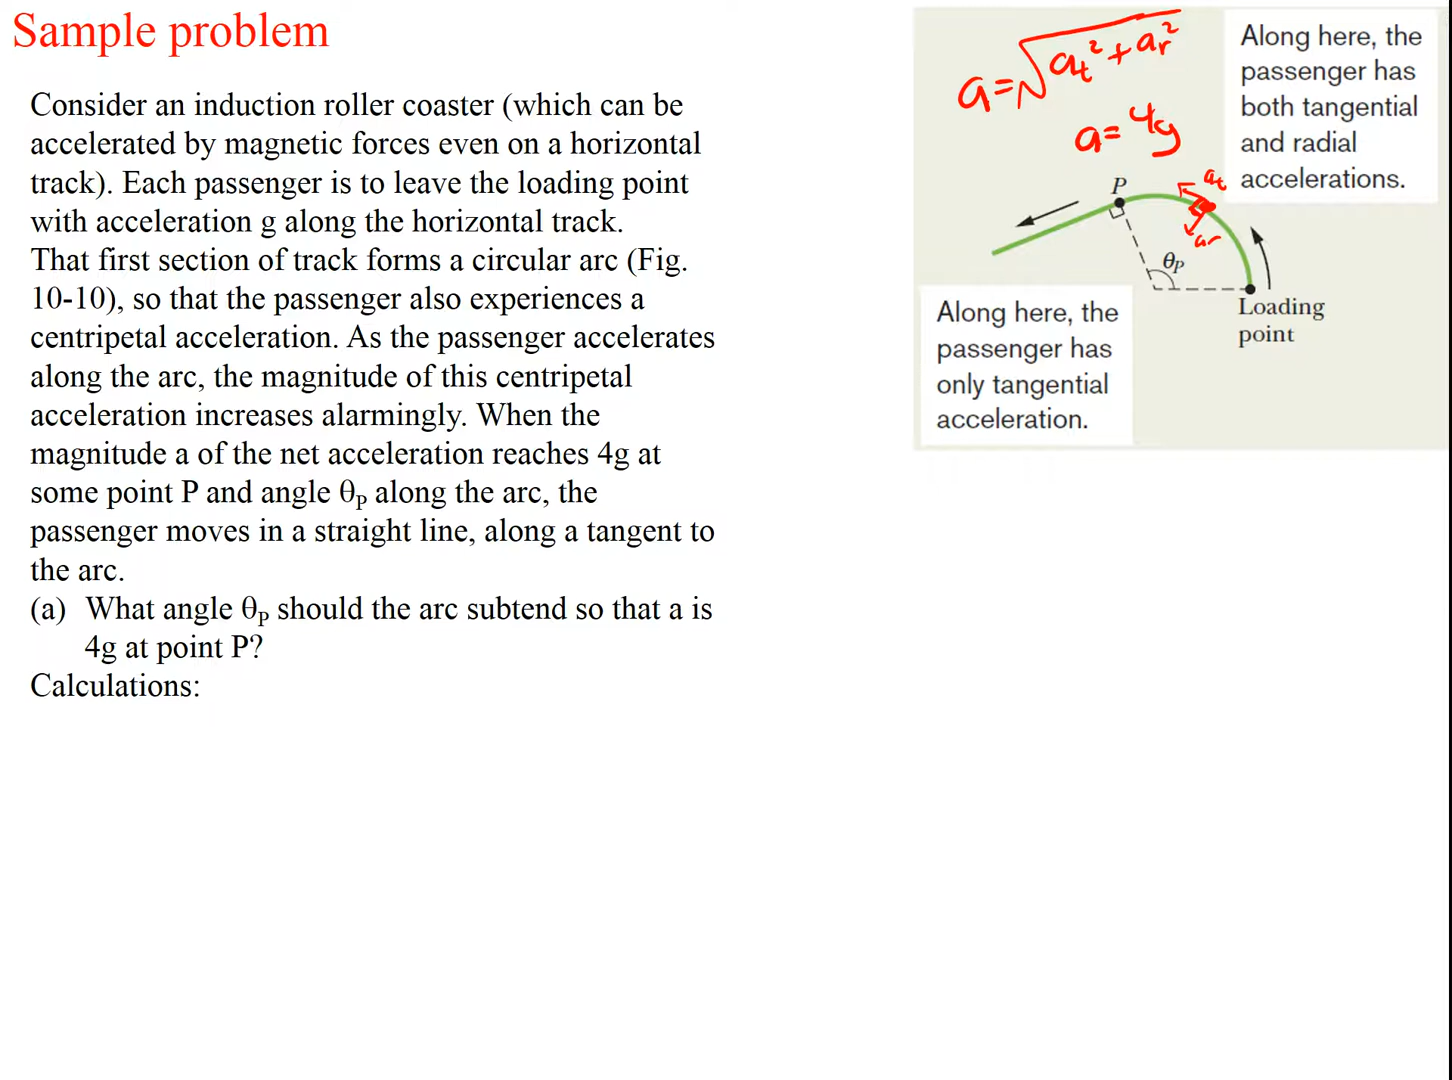 Sample problem
Consider an induction roller coaster (which can be
accelerated by magnetic forces even on a horizontal
track). Each passenger is to leave the loading point
with acceleration g along the horizontal track.
That first section of track forms a circular arc (Fig.
10-10), so that the passenger also experiences a
centripetal acceleration. As the passenger accelerates
along the arc, the magnitude of this centripetal
acceleration increases alarmingly. When the
magnitude a of the net acceleration reaches 4g at
some point P and angle θP along the arc, the
passenger moves in a straight line, along a tangent to
the arc.
(a) What angle θP should the arc subtend so that a is
4g at point P?
Calculations:
a=√(at²+ar²)
a=4g
Along here, the
passenger has
both tangential
and radial
accelerations.
P
at
ar
θP
Loading
point
Along here, the
passenger has
only tangential
acceleration.